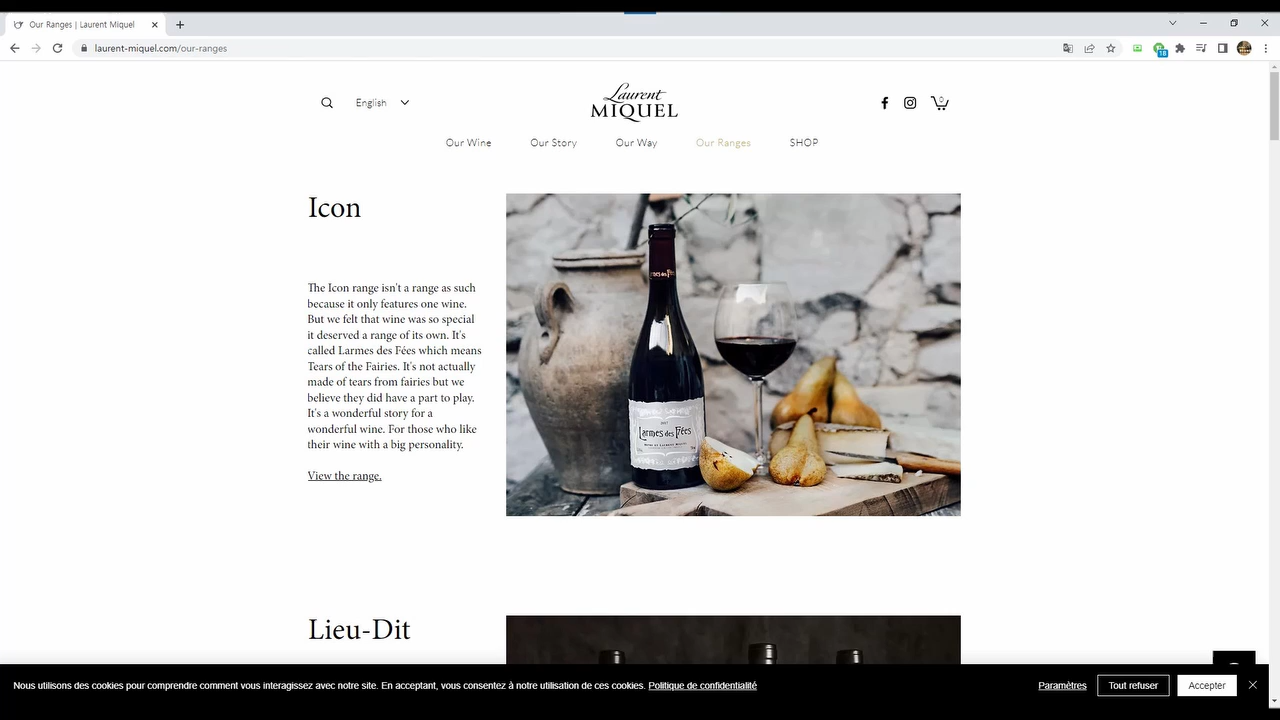 Our Ranges | Laurent Miquel
laurent-miquel.com/our-ranges
18
English
Laurent
MIQUEL
0
Our Wine
Our Story
Our Way
Our Ranges
SHOP
Icon
The Icon range isn't a range as such
because it only features one wine.
But we felt that wine was so special
it deserved a range of its own. It's
called Larmes des Fées which means
Tears of the Fairies. It's not actually
made of tears from fairies but we
believe they did have a part to play.
It's a wonderful story for a
wonderful wine. For those who like
their wine with a big personality.
View the range.
Larmes des Fées
2017
Larmes des Fées
Lieu-Dit
Nous utilisons des cookies pour comprendre comment vous interagissez avec notre site. En acceptant, vous consentez à notre utilisation de ces cookies. Politique de confidentialité
Paramètres
Tout refuser
Accepter